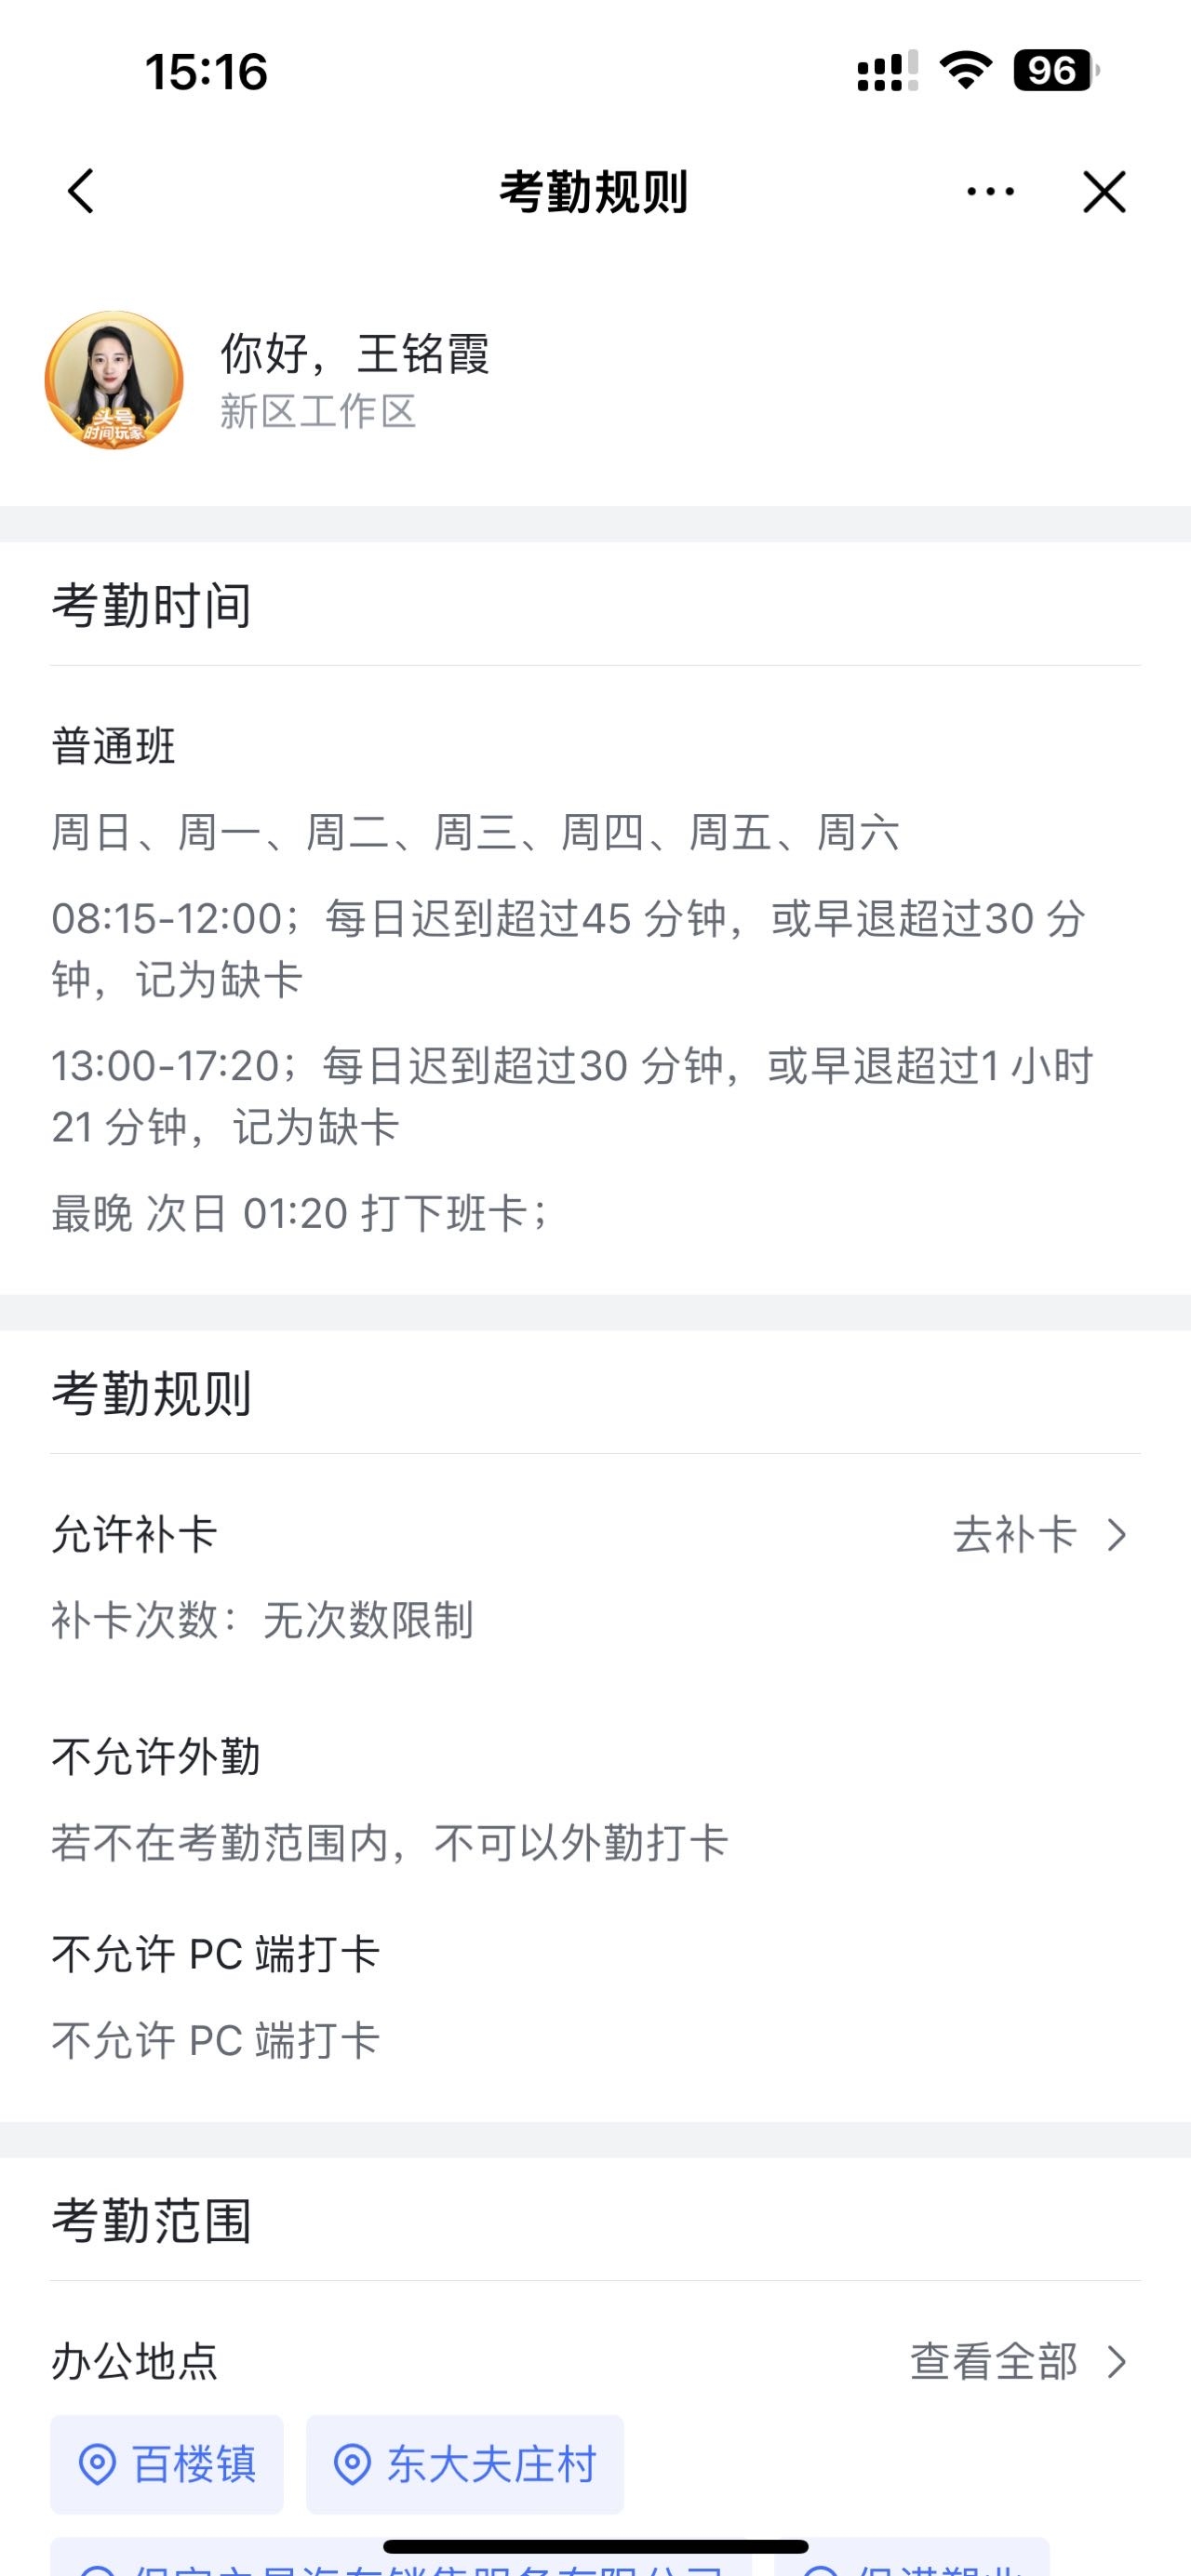 15:16
96
考勤规则
你好，王铭霞
新区工作区
头号
时间玩家
考勤时间
普通班
周日、周一、周二、周三、周四、周五、周六
08:15-12:00；每日迟到超过45 分钟，或早退超过30 分
钟，记为缺卡
13:00-17:20；每日迟到超过30 分钟，或早退超过1 小时
21 分钟，记为缺卡
最晚 次日 01:20 打下班卡；
考勤规则
允许补卡
去补卡
补卡次数：无次数限制
不允许外勤
若不在考勤范围内，不可以外勤打卡
不允许 PC 端打卡
不允许 PC 端打卡
考勤范围
办公地点
查看全部
百楼镇
东大夫庄村